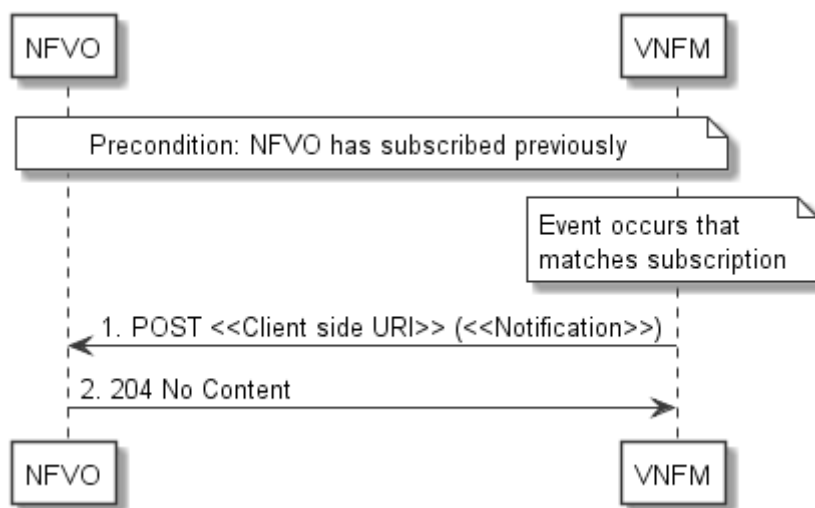 NFVO
VNFM
Precondition: NFVO has subscribed previously
Event occurs that
matches subscription
1. POST <<Client side URI>> (<<Notification>>)
2. 204 No Content
NFVO
VNFM